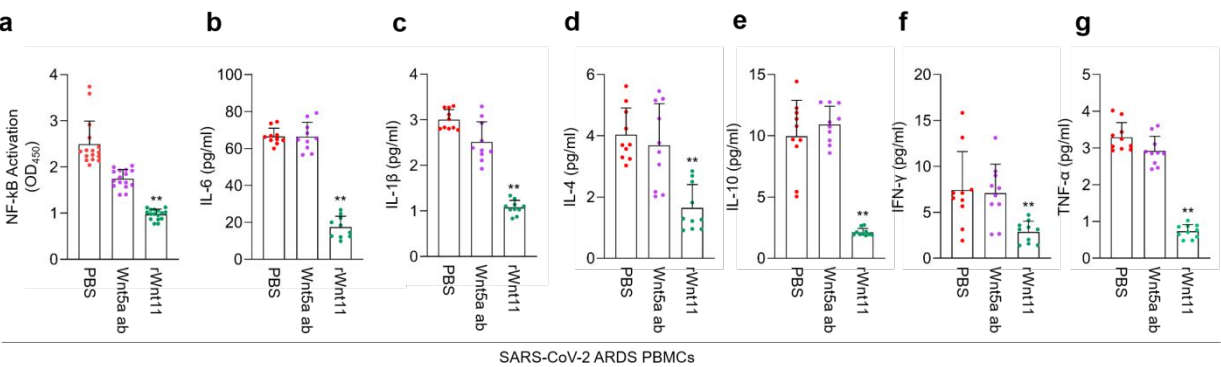 a
NF-kB Activation
(OD450)
4
3
2
1
0
PBS
Wnt5a ab
rWnt11
**
b
IL-6 (pg/ml)
100
80
60
40
20
0
PBS
Wnt5a ab
rWnt11
**
c
IL-1β (pg/ml)
4
3
2
1
0
PBS
Wnt5a ab
rWnt11
**
d
IL-4 (pg/ml)
6
4
2
0
PBS
Wnt5a ab
rWnt11
**
e
IL-10 (pg/ml)
15
10
5
0
PBS
Wnt5a ab
rWnt11
**
f
IFN-γ (pg/ml)
20
15
10
5
0
PBS
Wnt5a ab
rWnt11
**
g
TNF-α (pg/ml)
5
4
3
2
1
0
PBS
Wnt5a ab
rWnt11
**
SARS-CoV-2 ARDS PBMCs